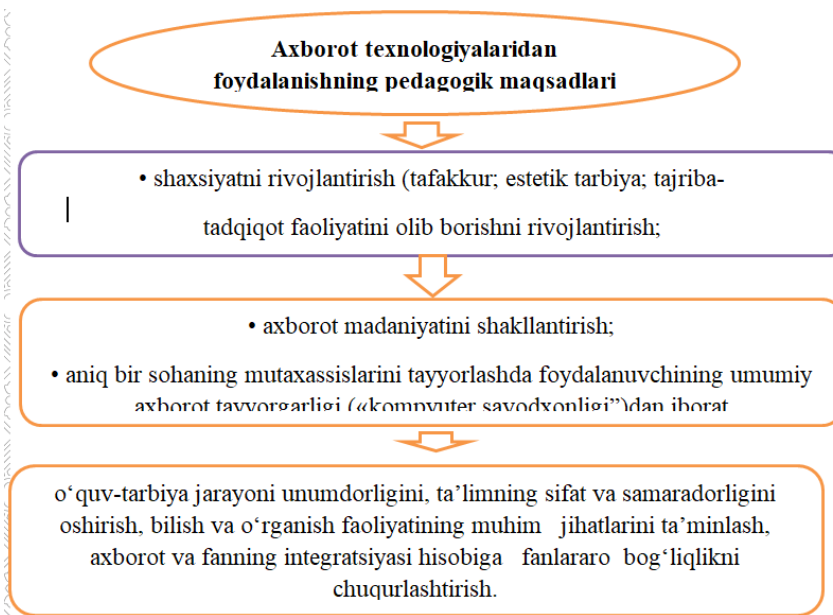 Axborot texnologiyalaridan
foydalanishning pedagogik maqsadlari
• shaxsiyatni rivojlantirish (tafakkur; estetik tarbiya; tajriba-
tadqiqot faoliyatini olib borishni rivojlantirish;
• axborot madaniyatini shakllantirish;
• aniq bir sohaning mutaxassislarini tayyorlashda foydalanuvchining umumiy
axborot tayyorgarligi («kompyuter savodxonligi”)dan iborat
o‘quv-tarbiya jarayoni unumdorligini, ta’limning sifat va samaradorligini
oshirish, bilish va o‘rganish faoliyatining muhim jihatlarini ta’minlash,
axborot va fanning integratsiyasi hisobiga fanlararo bog‘liqlikni
chuqurlashtirish.